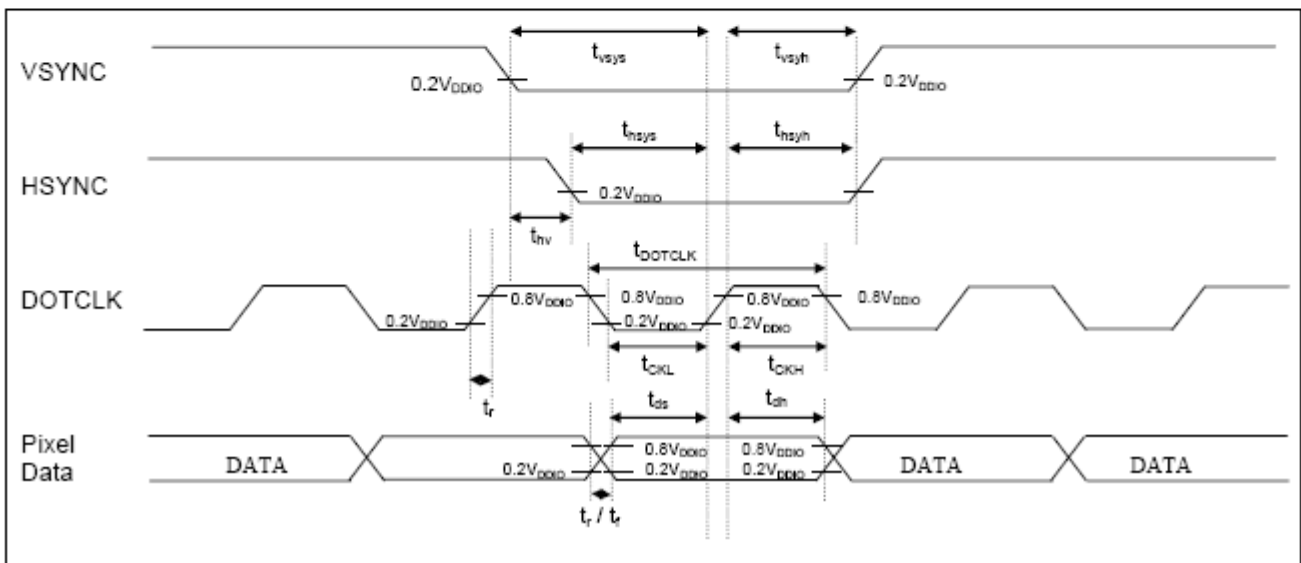 t_vsys t_vsyh
VSYNC
0.2V_DDIO 0.2V_DDIO
t_hsys t_hsyh
HSYNC
0.2V_DDIO
t_hv
t_DOTCLK
DOTCLK
0.8V_DDIO 0.8V_DDIO 0.8V_DDIO 0.8V_DDIO
0.2V_DDIO 0.2V_DDIO 0.2V_DDIO
t_CKL t_CKH
t_r
t_ds t_dh
Pixel
Data
DATA DATA DATA
0.8V_DDIO 0.8V_DDIO
0.2V_DDIO 0.2V_DDIO 0.2V_DDIO
t_r / t_f